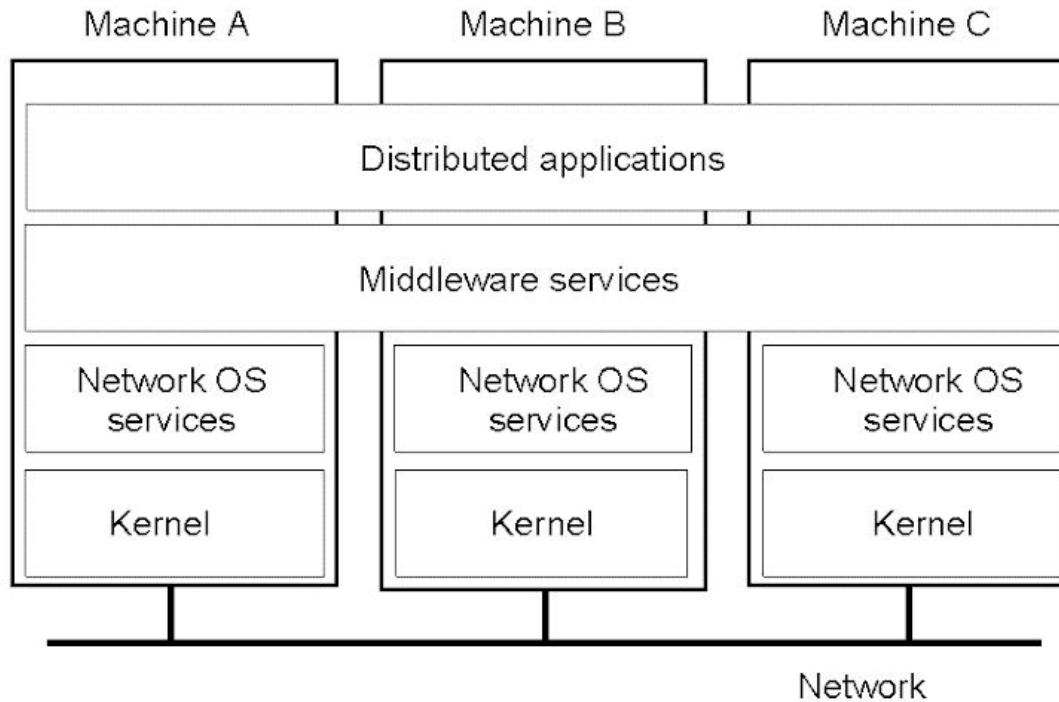 Machine A
Machine B
Machine C
Distributed applications
Middleware services
Network OS
services
Network OS
services
Network OS
services
Kernel
Kernel
Kernel
Network